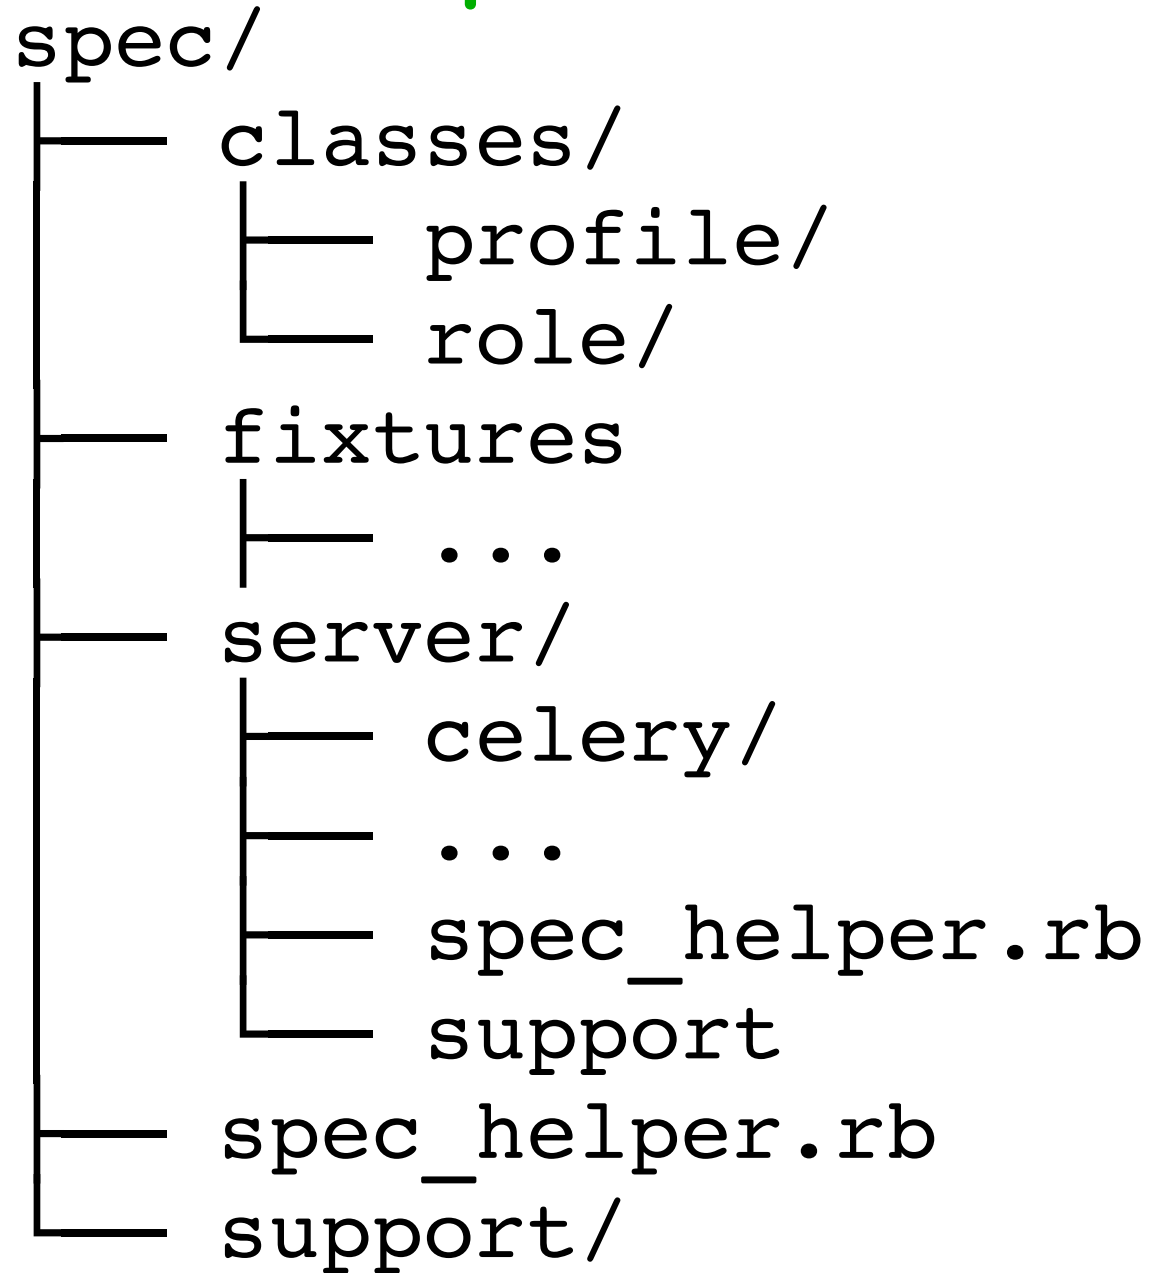 spec/
classes/
profile/
role/
fixtures
...
server/
celery/
...
spec_helper.rb
support
spec_helper.rb
support/